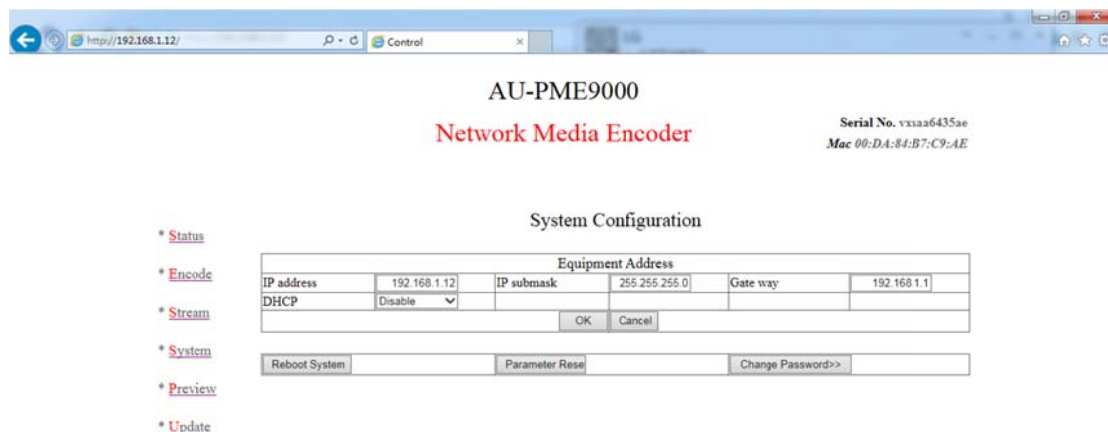 http://192.168.1.12/
Control
AU-PME9000
Network Media Encoder
Serial No. vxsaa6435ae
Mac 00:DA:84:B7:C9:AE
System Configuration
* Status
* Encode
* Stream
* System
* Preview
* Update
Equipment Address
IP address 192.168.1.12 IP submask 255.255.255.0 Gate way 192.168.1.1
DHCP Disable
OK Cancel
Reboot System Parameter Rese Change Password>>